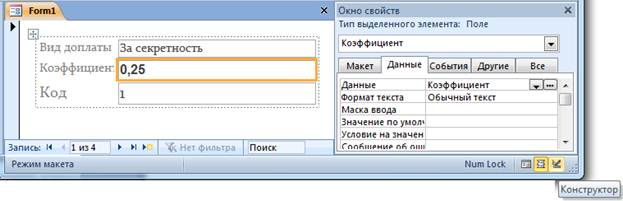 Form1
Вид доплаты За секретность
Коэффициент 0,25
Код 1
Запись: 1 из 4 Нет фильтра Поиск
Режим макета Num Lock
Окно свойств
Тип выделенного элемента: Поле
Коэффициент
Макет Данные События Другие Все
Данные Коэффициент
Формат текста Обычный текст
Маска ввода
Значение по умолч
Условие на значен
Сообщение об ош
Конструктор